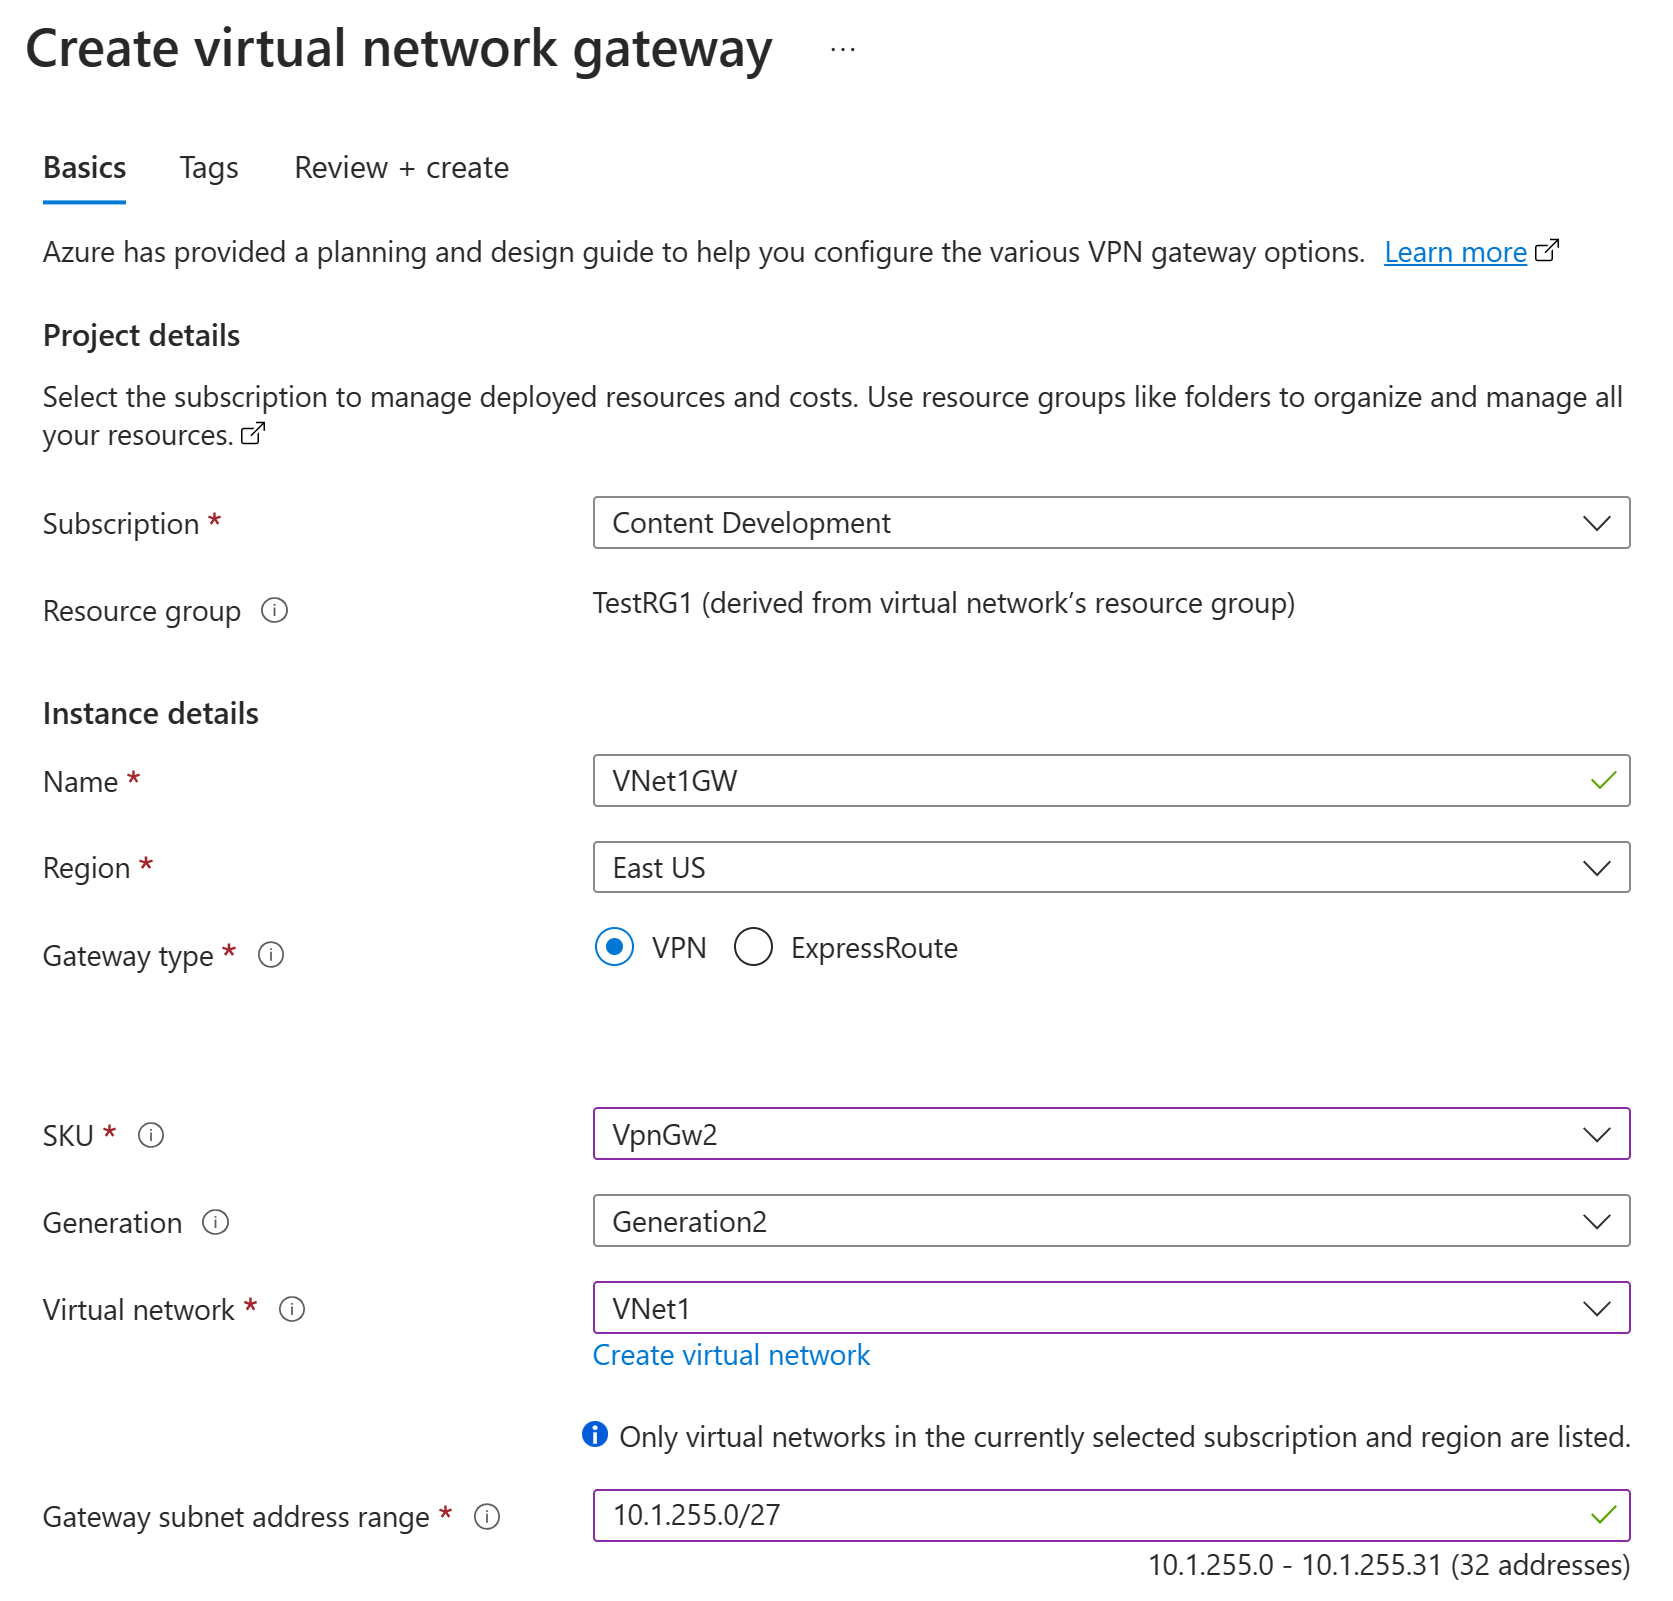 Create virtual network gateway ...
Basics Tags Review + create
Azure has provided a planning and design guide to help you configure the various VPN gateway options. Learn more
Project details
Select the subscription to manage deployed resources and costs. Use resource groups like folders to organize and manage all
your resources.
Subscription * Content Development
Resource group TestRG1 (derived from virtual network's resource group)
Instance details
Name * VNet1GW
Region * East US
Gateway type * VPN ExpressRoute
SKU * VpnGw2
Generation Generation2
Virtual network * VNet1
Create virtual network
Only virtual networks in the currently selected subscription and region are listed.
Gateway subnet address range * 10.1.255.0/27
10.1.255.0 - 10.1.255.31 (32 addresses)